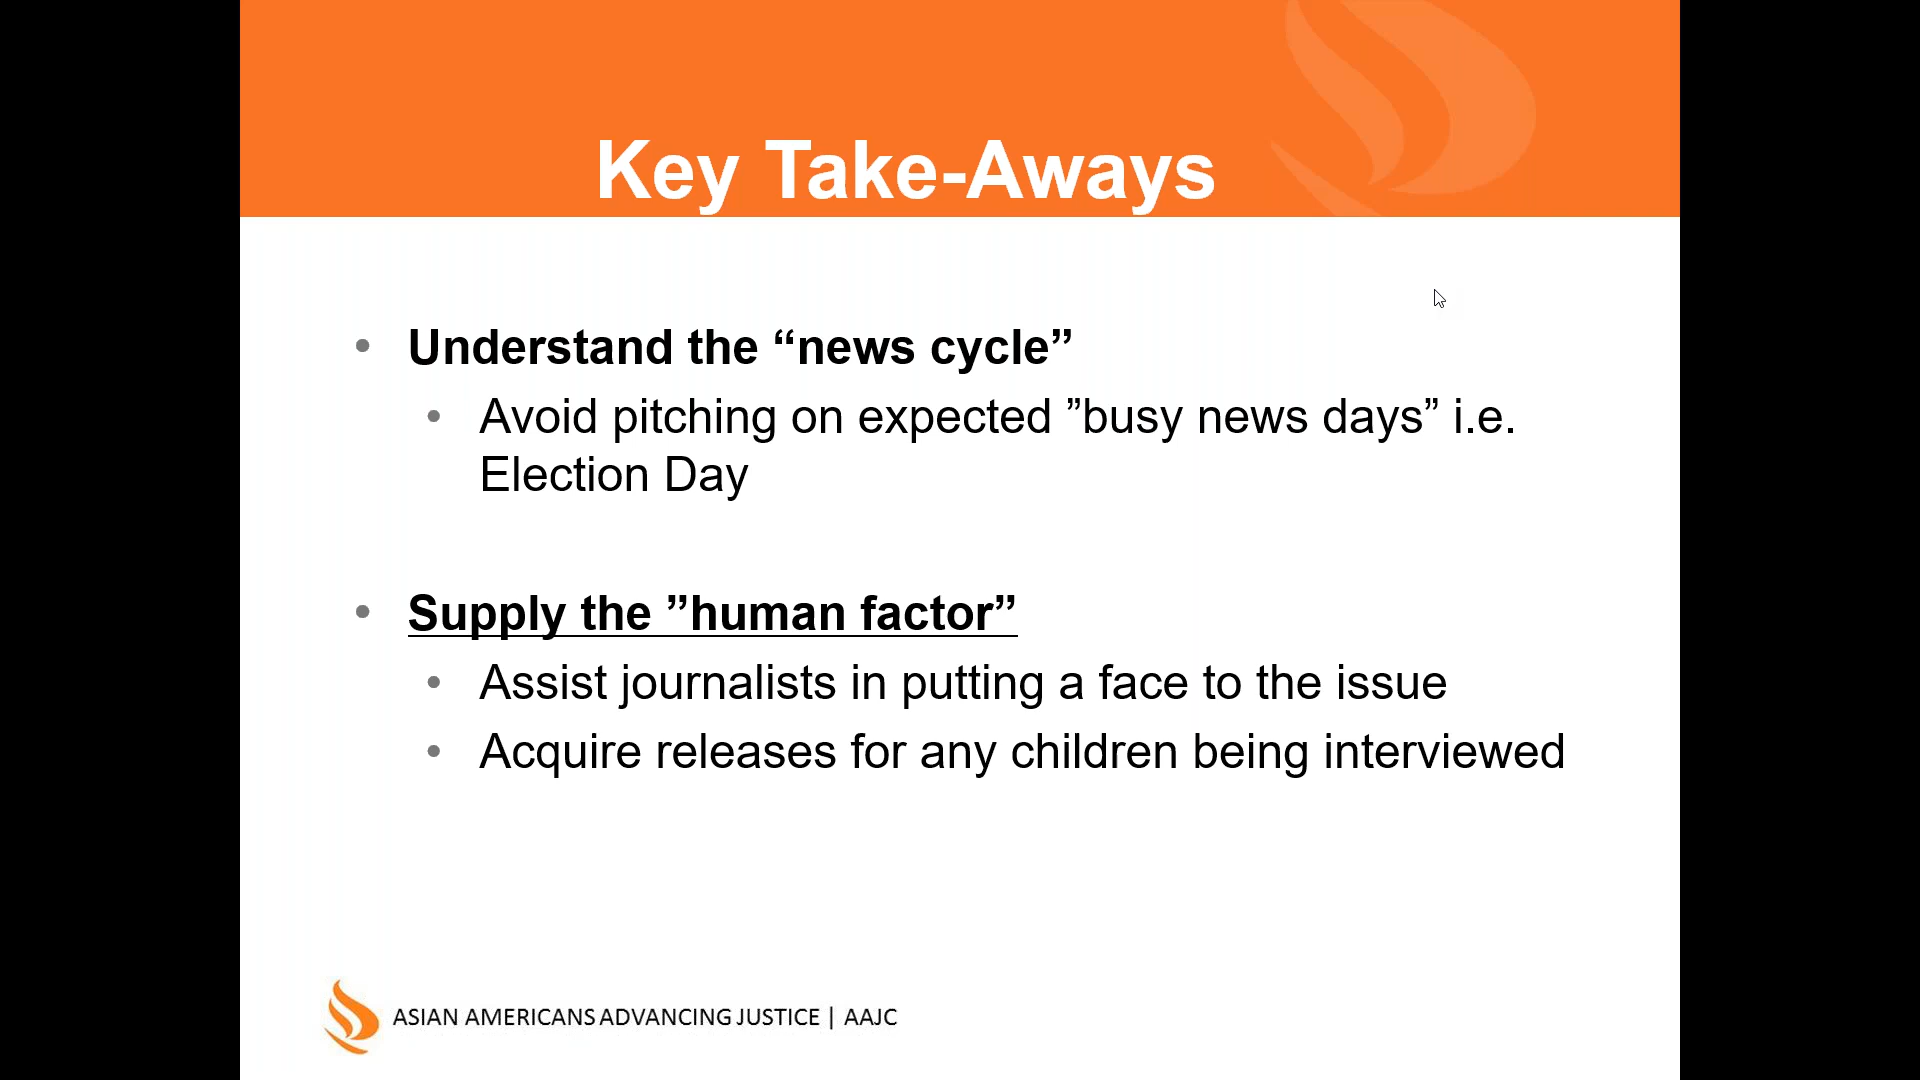 Key Take-Aways
• Understand the “news cycle”
• Avoid pitching on expected ”busy news days” i.e.
Election Day
• Supply the ”human factor”
• Assist journalists in putting a face to the issue
• Acquire releases for any children being interviewed
ASIAN AMERICANS ADVANCING JUSTICE | AAJC